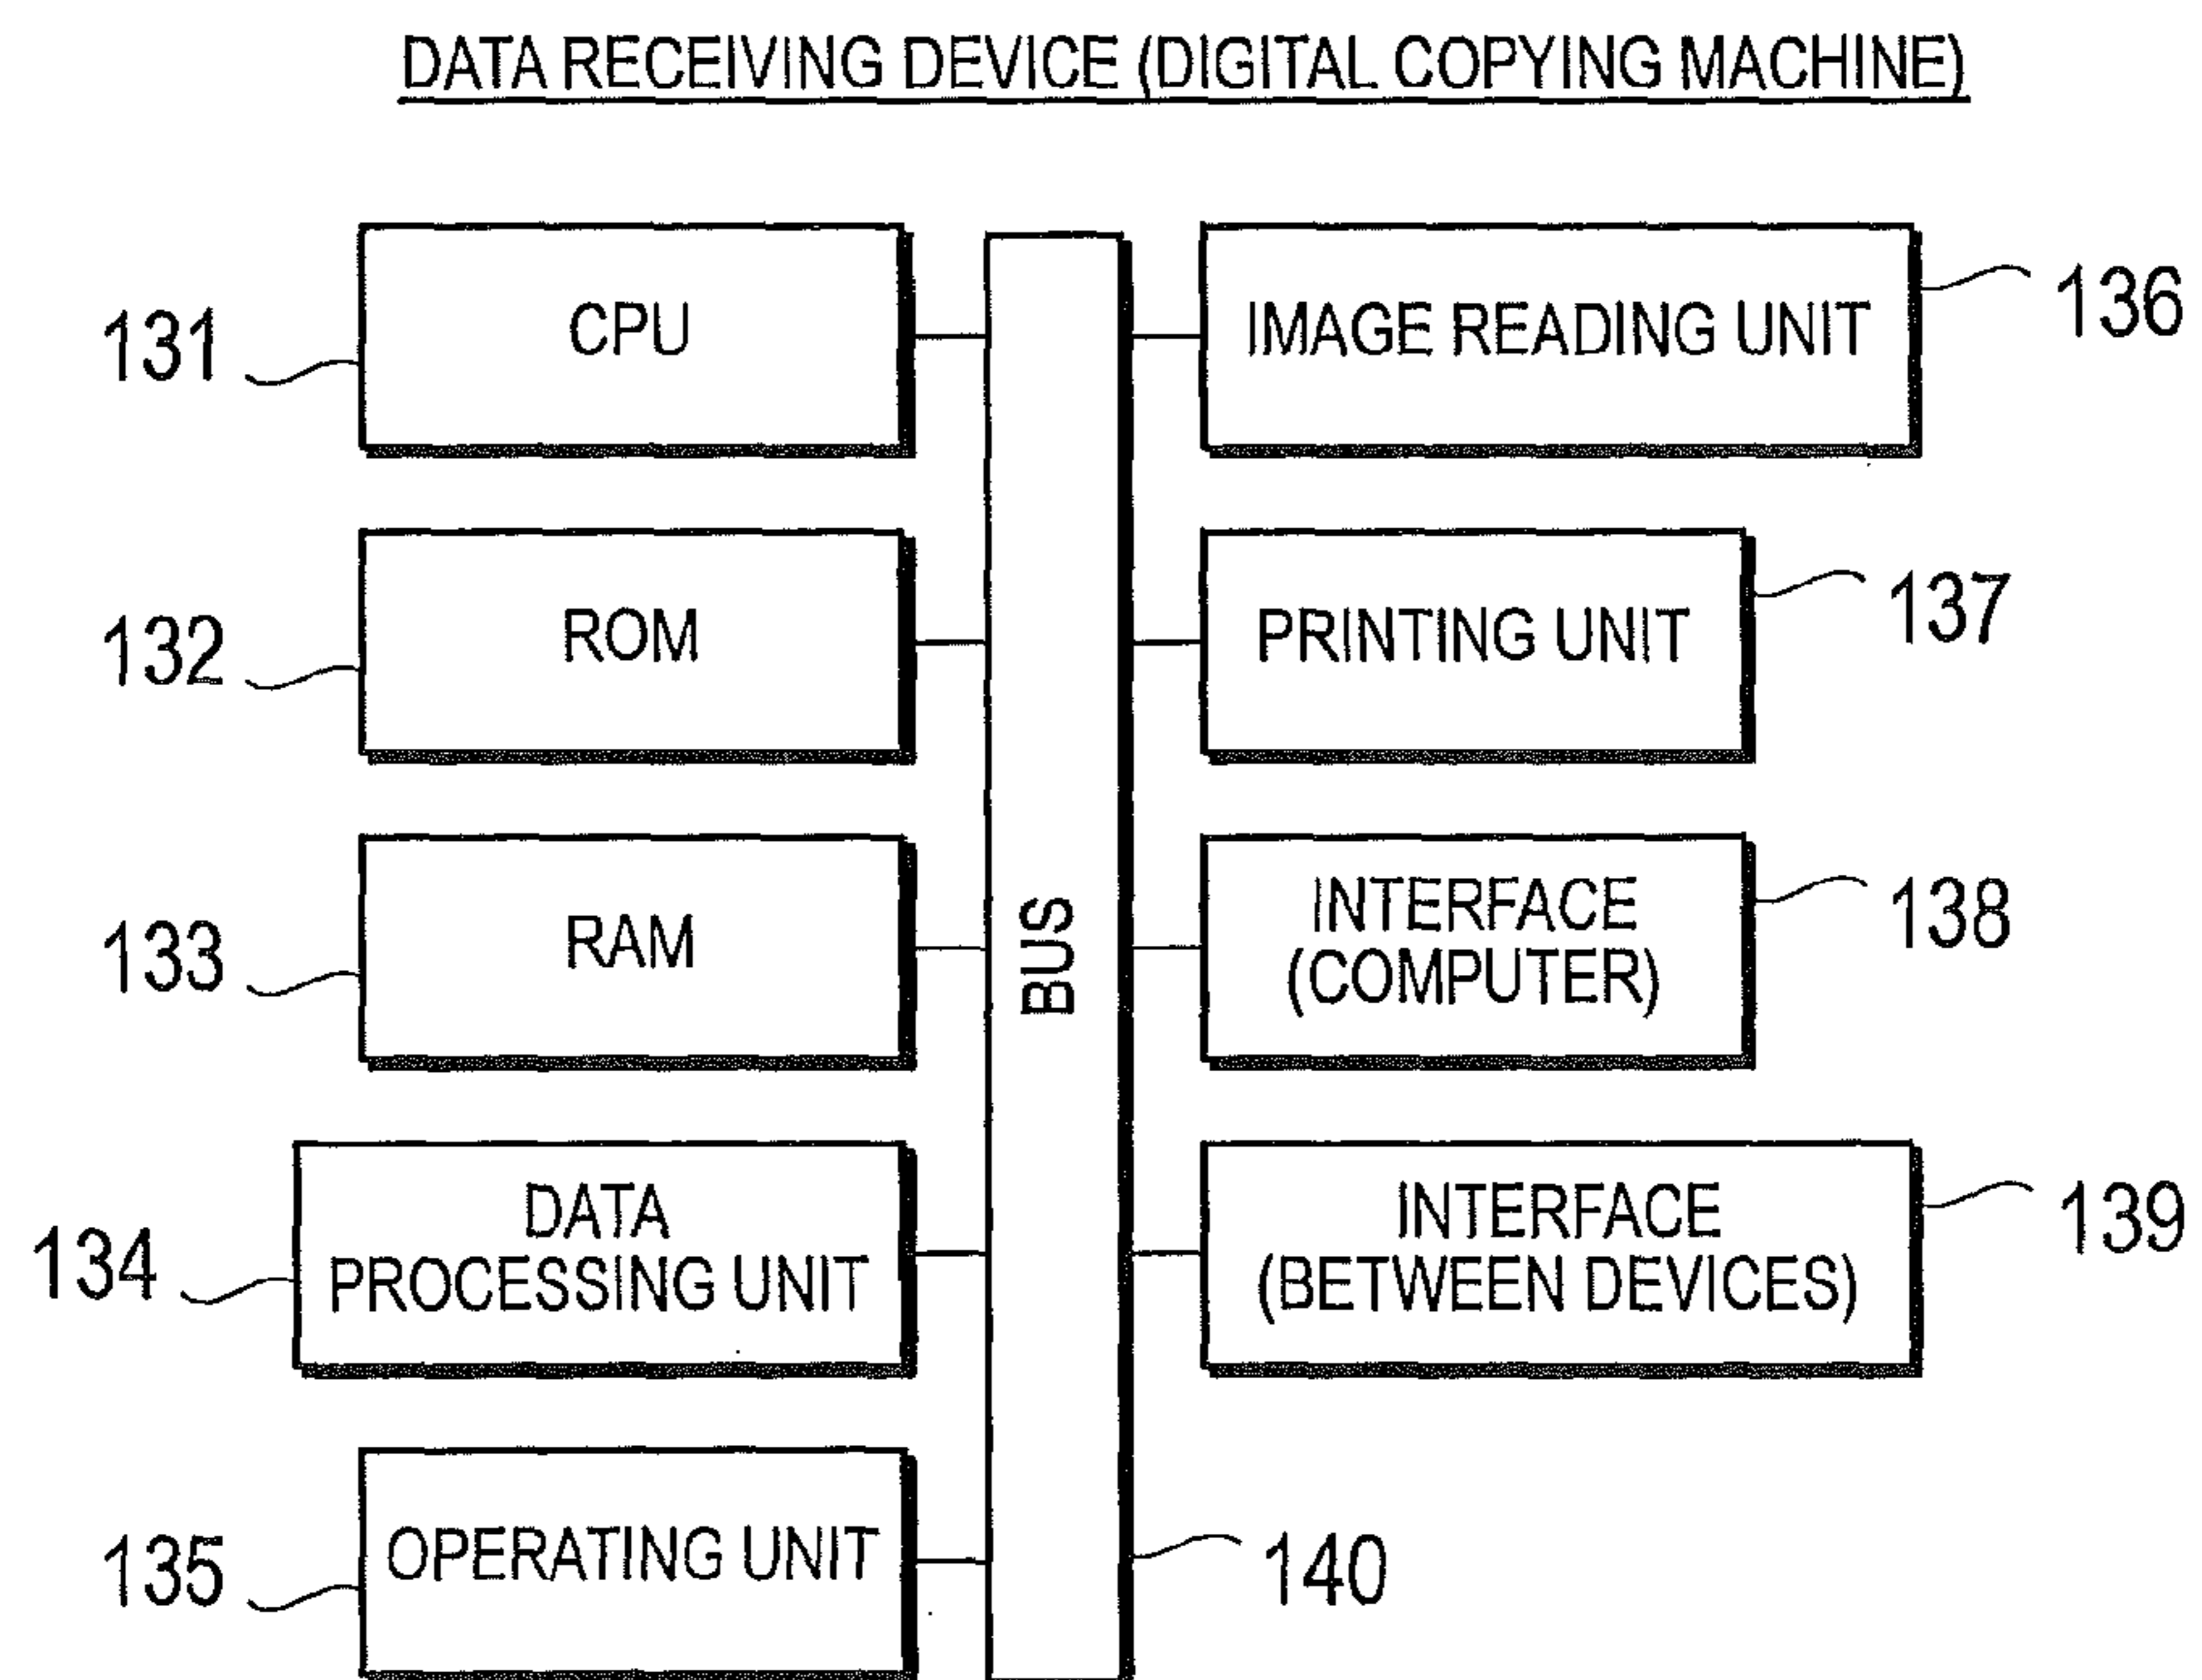 DATA RECEIVING DEVICE (DIGITAL COPYING MACHINE)
131
CPU
132
ROM
133
RAM
134
DATA
PROCESSING UNIT
135
OPERATING UNIT
BUS
140
IMAGE READING UNIT
136
PRINTING UNIT
137
INTERFACE
(COMPUTER)
138
INTERFACE
(BETWEEN DEVICES)
139